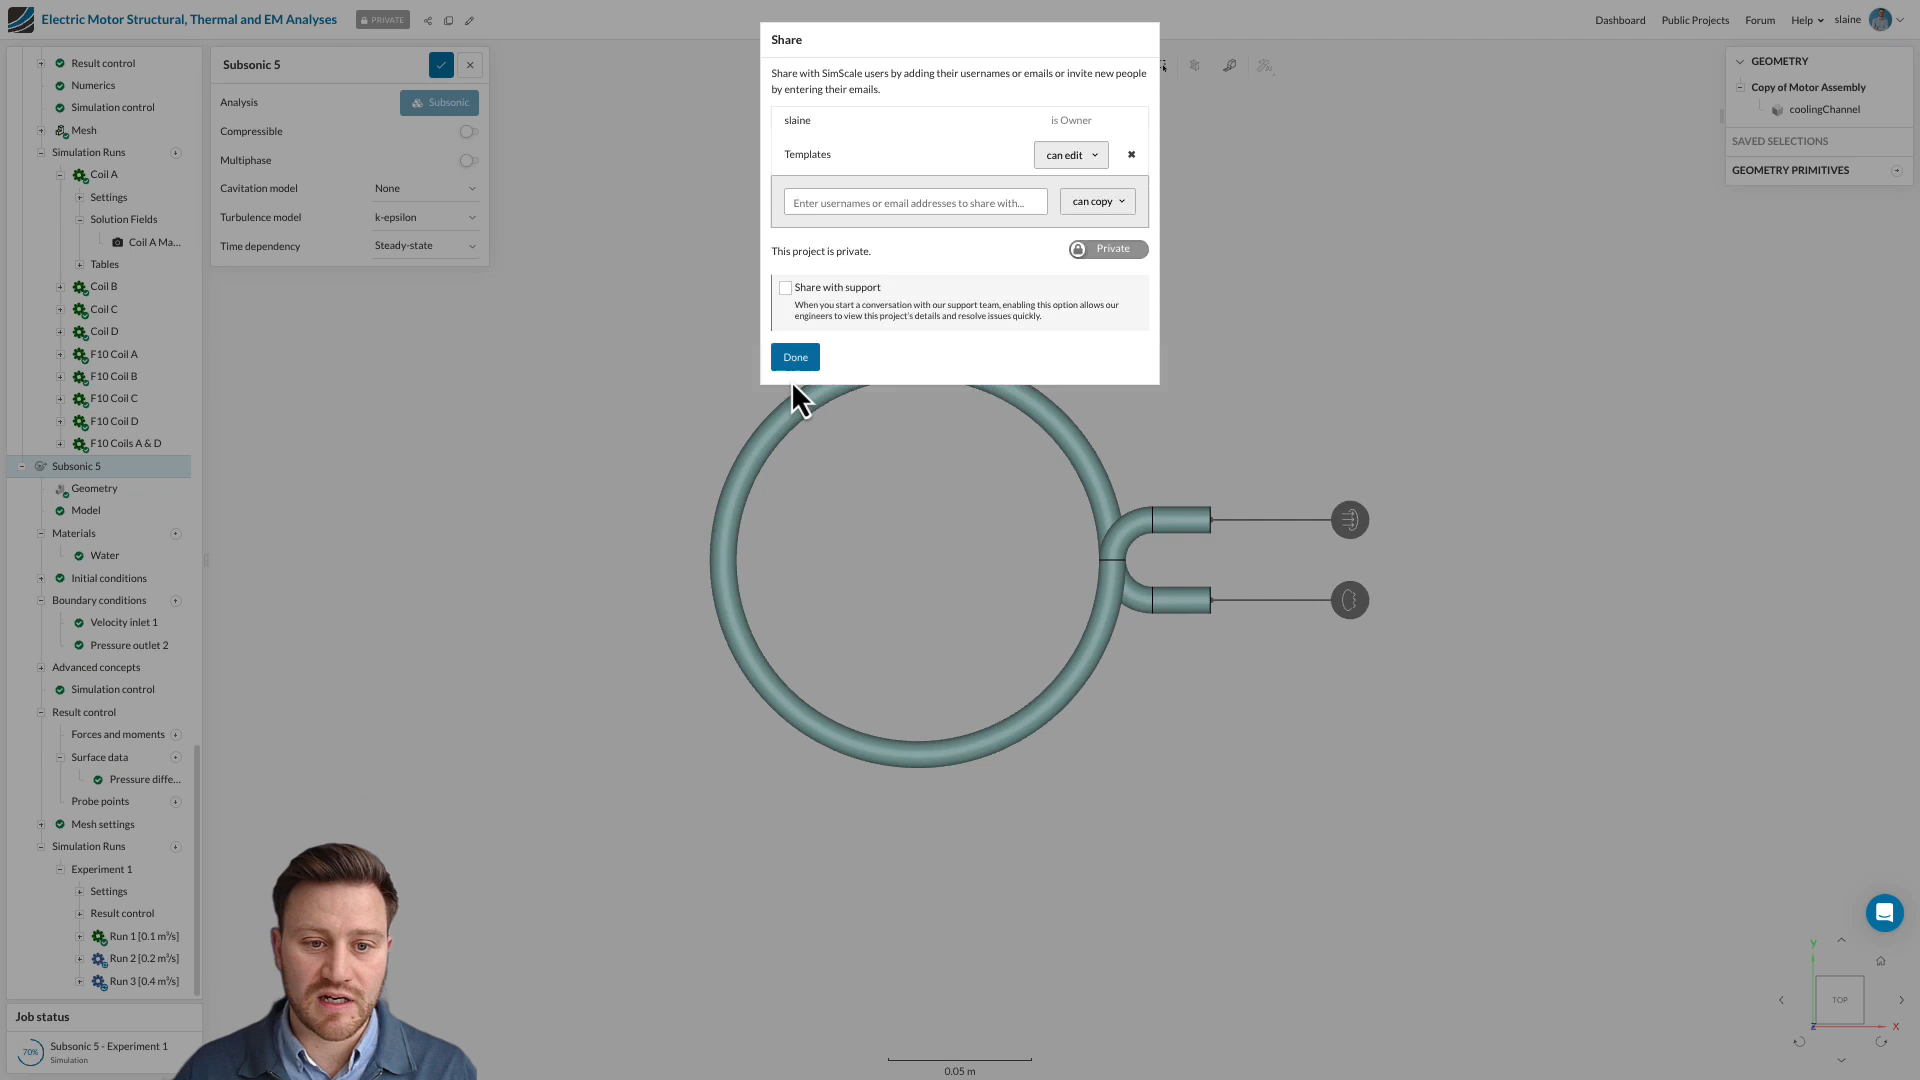 Electric Motor Structural, Thermal and EM Analyses
PRIVATE
Dashboard
Public Projects
Forum
Help
slaine
Result control
Numerics
Simulation control
Mesh
Simulation Runs
Coil A
Settings
Solution Fields
Coil A Ma...
Tables
Coil B
Coil C
Coil D
F10 Coil A
F10 Coil B
F10 Coil C
F10 Coil D
F10 Coils A & D
Subsonic 5
Geometry
Model
Materials
Water
Initial conditions
Boundary conditions
Velocity inlet 1
Pressure outlet 2
Advanced concepts
Simulation control
Result control
Forces and moments
Surface data
Pressure diffe...
Probe points
Mesh settings
Simulation Runs
Experiment 1
Settings
Result control
Run 1 [0.1 m³/s]
Run 2 [0.2 m³/s]
Run 3 [0.4 m³/s]
Job status
70%
Subsonic 5 - Experiment 1
Simulation
Subsonic 5
Analysis
Subsonic
Compressible
Multiphase
Cavitation model
None
Turbulence model
k-epsilon
Time dependency
Steady-state
Share
Share with SimScale users by adding their usernames or emails or invite new people
by entering their emails.
slaine
is Owner
Templates
can edit
Enter usernames or email addresses to share with...
can copy
This project is private.
Private
Share with support
When you start a conversation with our support team, enabling this option allows our
engineers to view this project's details and resolve issues quickly.
Done
GEOMETRY
Copy of Motor Assembly
coolingChannel
SAVED SELECTIONS
GEOMETRY PRIMITIVES
Y
TOP
Z
X
0.05 m